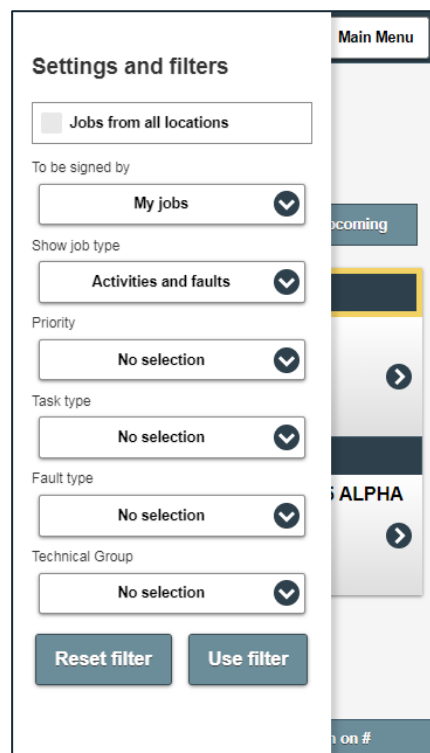 Main Menu
Settings and filters
Jobs from all locations
To be signed by
My jobs
Show job type
Activities and faults
Priority
No selection
Task type
No selection
Fault type
No selection
Technical Group
No selection
Reset filter
Use filter
ALPHA
on #